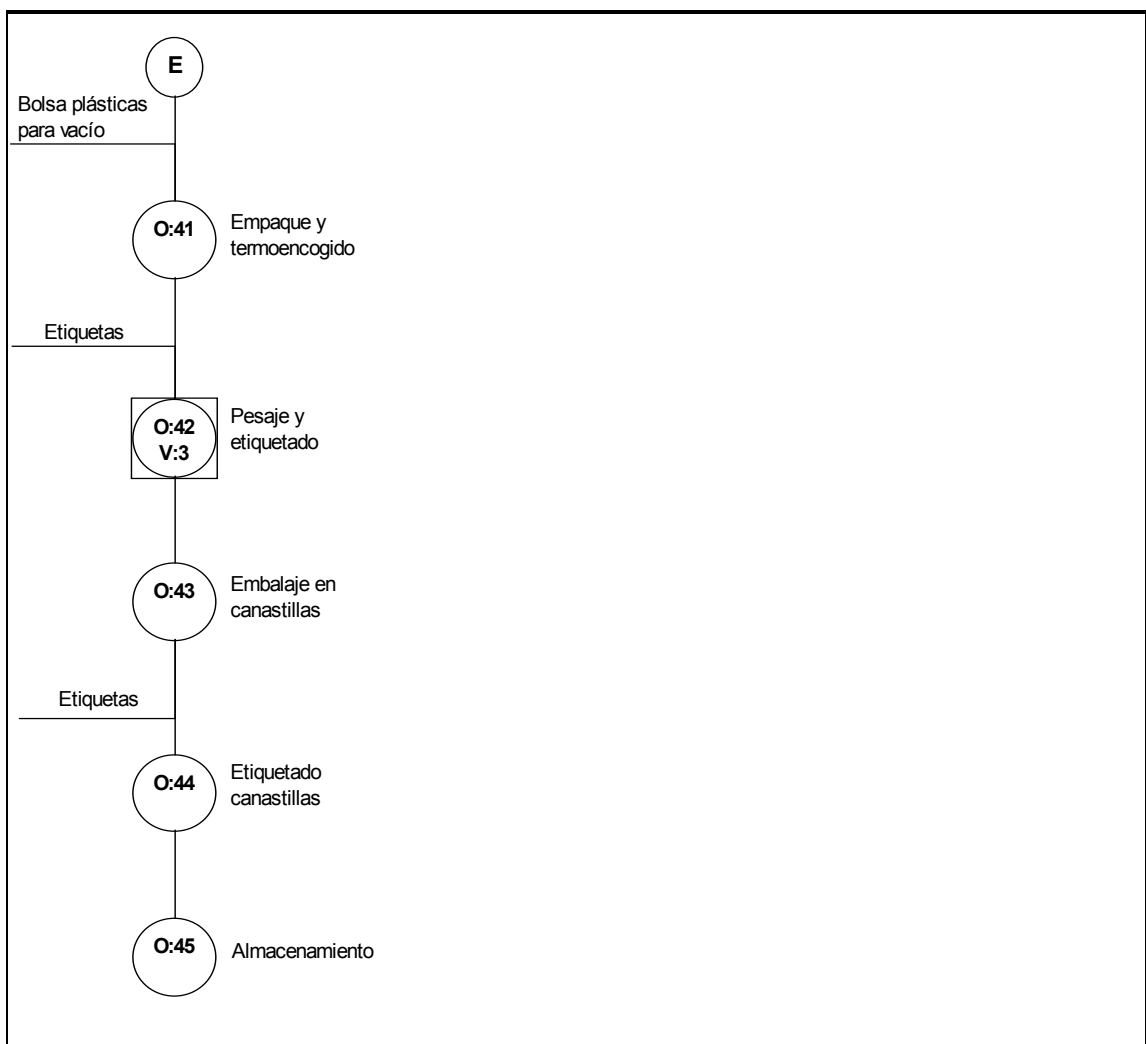 E
Bolsa plásticas
para vacío
O:41
Empaque y
termoencogido
Etiquetas
O:42
V:3
Pesaje y
etiquetado
O:43
Embalaje en
canastillas
Etiquetas
O:44
Etiquetado
canastillas
O:45
Almacenamiento